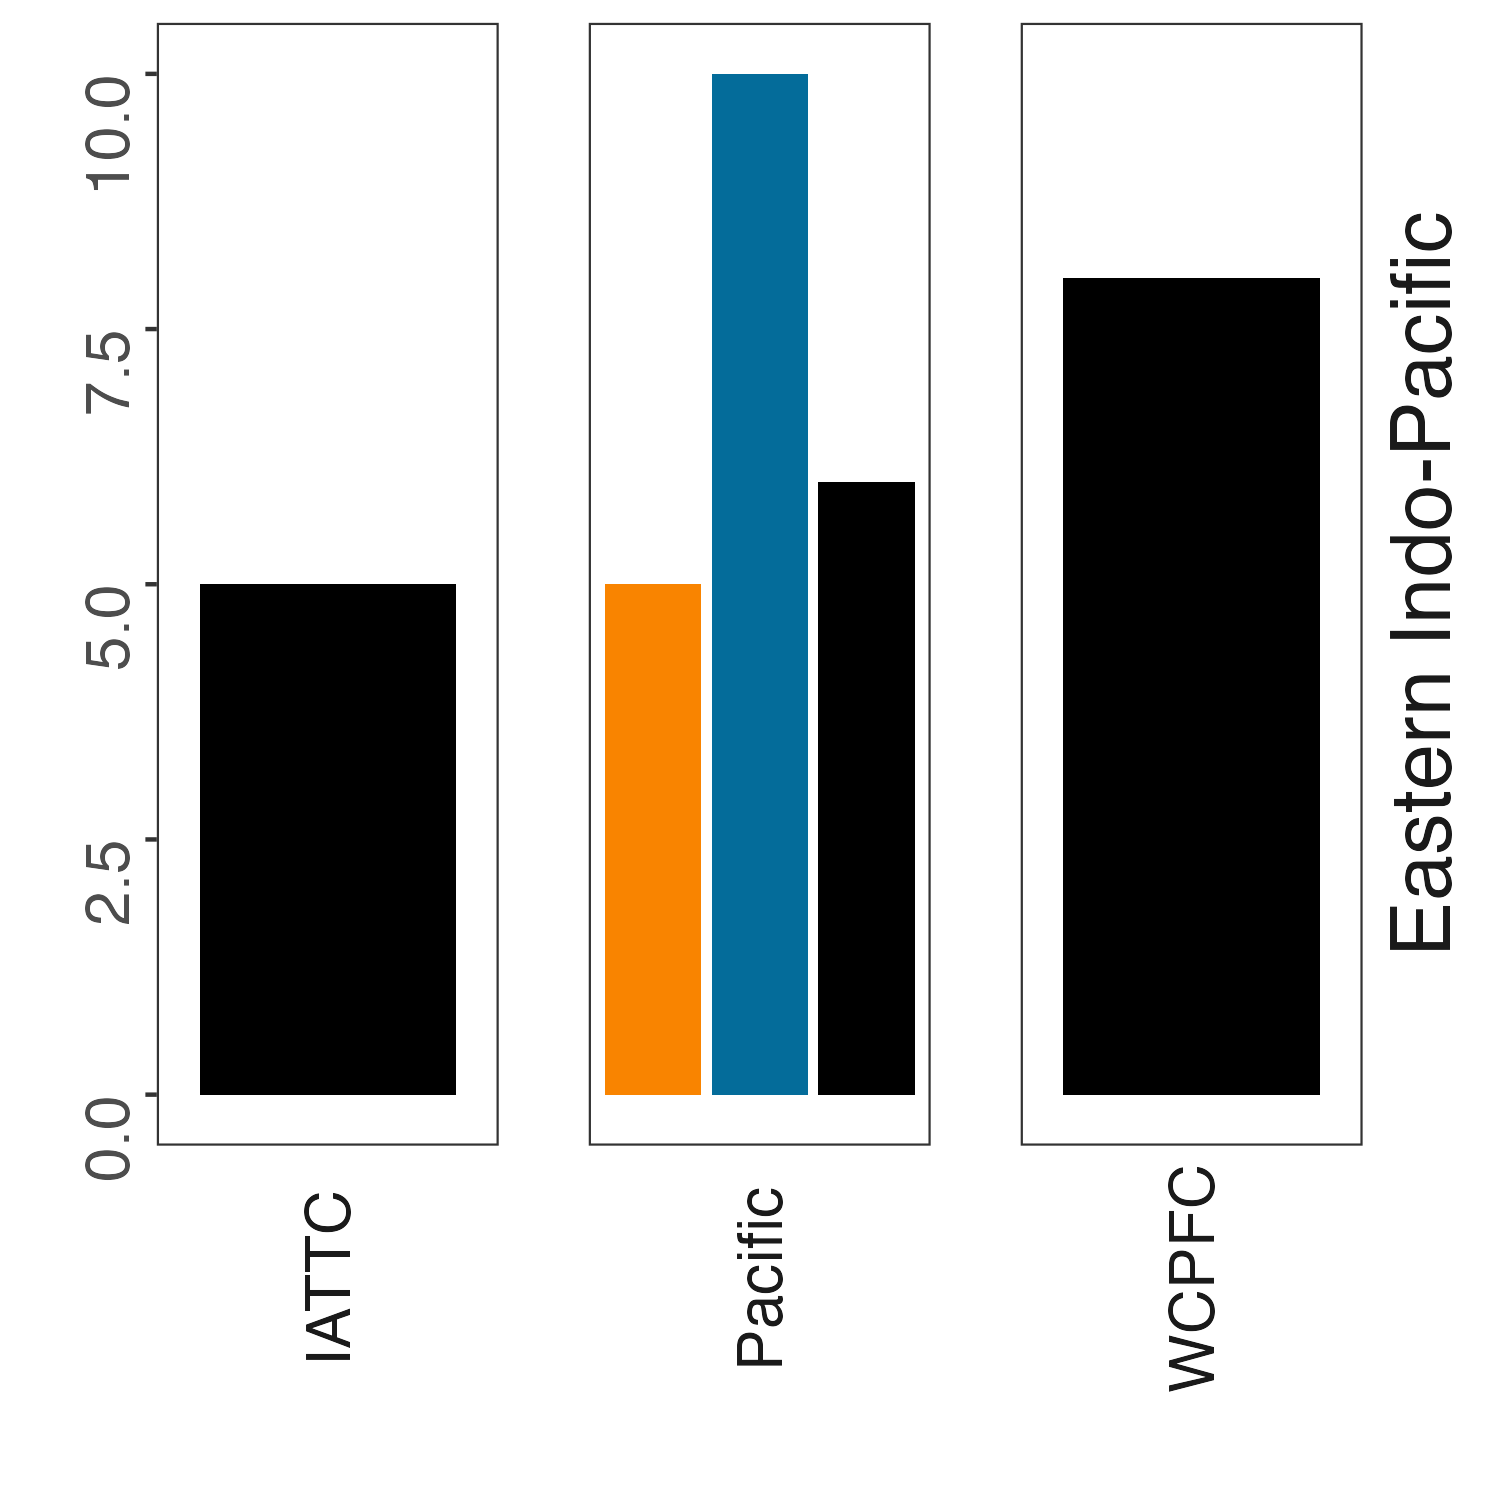 10.0
7.5
5.0
2.5
0.0
IATTC
Pacific
WCPFC
Eastern Indo-Pacific